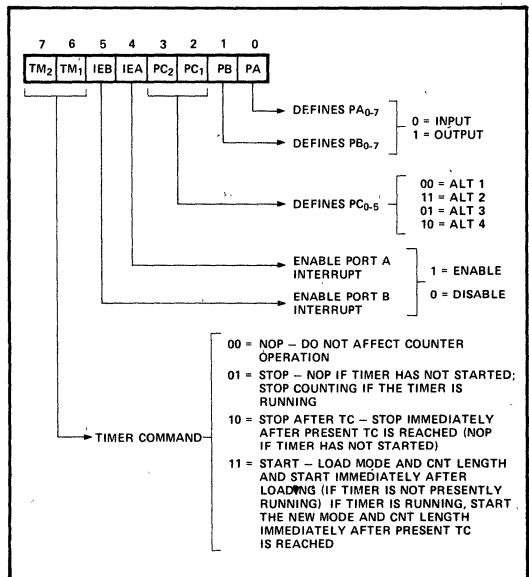 7 6 5 4 3 2 1 0
TM2 TM1 IEB IEA PC2 PC1 PB PA
DEFINES PA0-7
DEFINES PB0-7
0 = INPUT
1 = OUTPUT
DEFINES PC0-5
00 = ALT 1
11 = ALT 2
01 = ALT 3
10 = ALT 4
ENABLE PORT A
INTERRUPT
ENABLE PORT B
INTERRUPT
1 = ENABLE
0 = DISABLE
TIMER COMMAND
00 = NOP – DO NOT AFFECT COUNTER
OPERATION
01 = STOP – NOP IF TIMER HAS NOT STARTED;
STOP COUNTING IF THE TIMER IS
RUNNING
10 = STOP AFTER TC – STOP IMMEDIATELY
AFTER PRESENT TC IS REACHED (NOP
IF TIMER HAS NOT STARTED)
11 = START – LOAD MODE AND CNT LENGTH
AND START IMMEDIATELY AFTER
LOADING (IF TIMER IS NOT PRESENTLY
RUNNING) IF TIMER IS RUNNING, START
THE NEW MODE AND CNT LENGTH
IMMEDIATELY AFTER PRESENT TC
IS REACHED